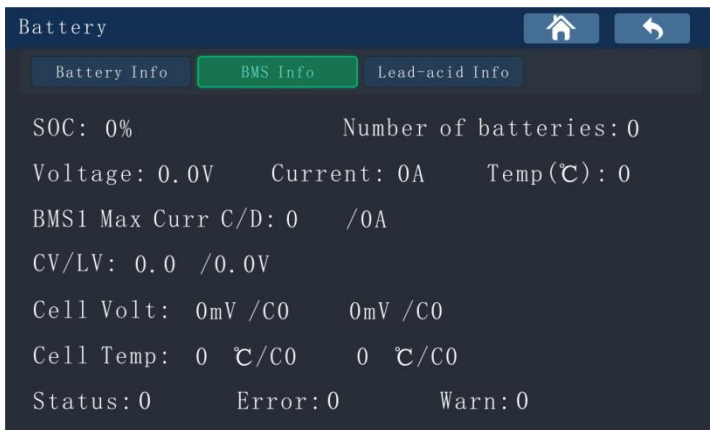 Battery
Battery Info BMS Info Lead-acid Info
SOC: 0% Number of batteries: 0
Voltage: 0.0V Current: 0A Temp(℃): 0
BMS1 Max Curr C/D: 0 /0A
CV/LV: 0.0 /0.0V
Cell Volt: 0mV /C0 0mV /C0
Cell Temp: 0 ℃/C0 0 ℃/C0
Status: 0 Error: 0 Warn: 0